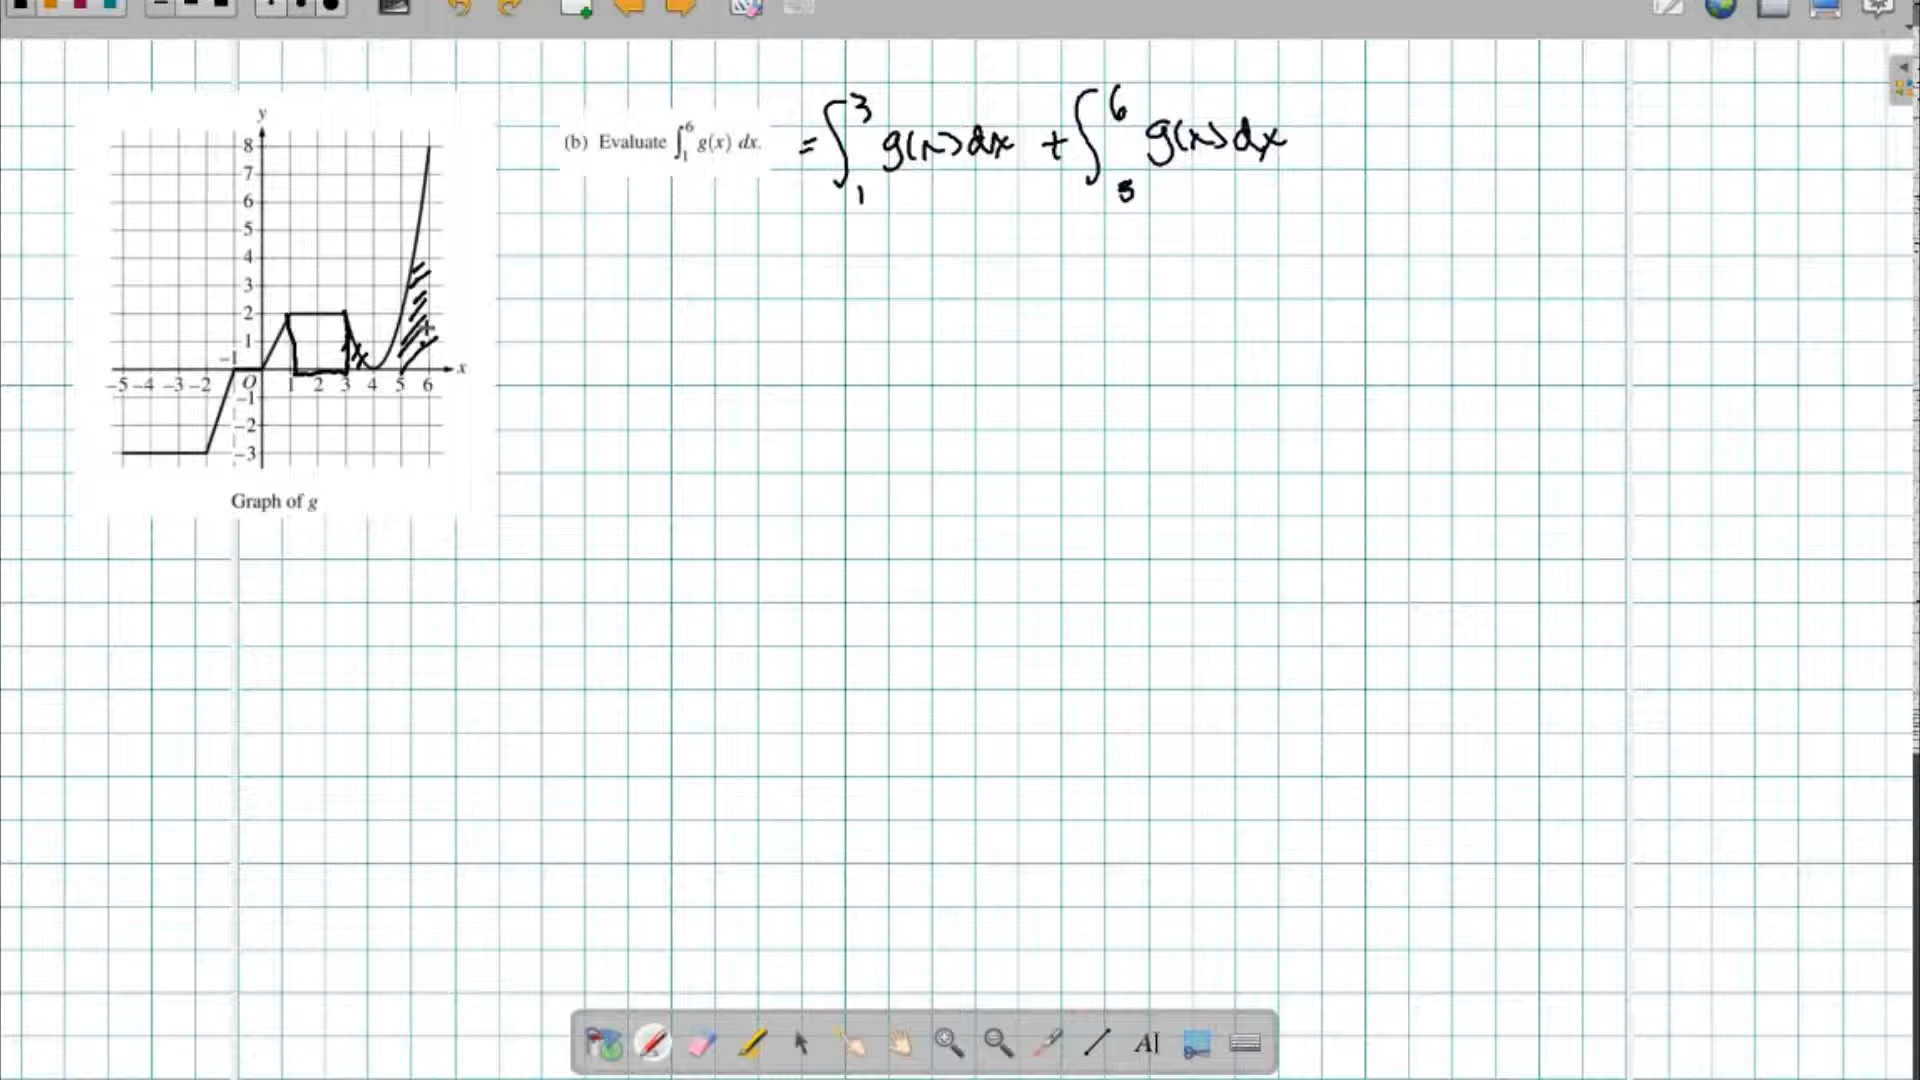 (b) Evaluate ∫₁⁶ g(x) dx. = ∫₁³ g(x) dx + ∫₃⁶ g(x) dx
y
8
7
6
5
4
3
2
1
–1
x
–5 –4 –3 –2 O 1 2 3 4 5 6
–1
–2
–3
Graph of g
A